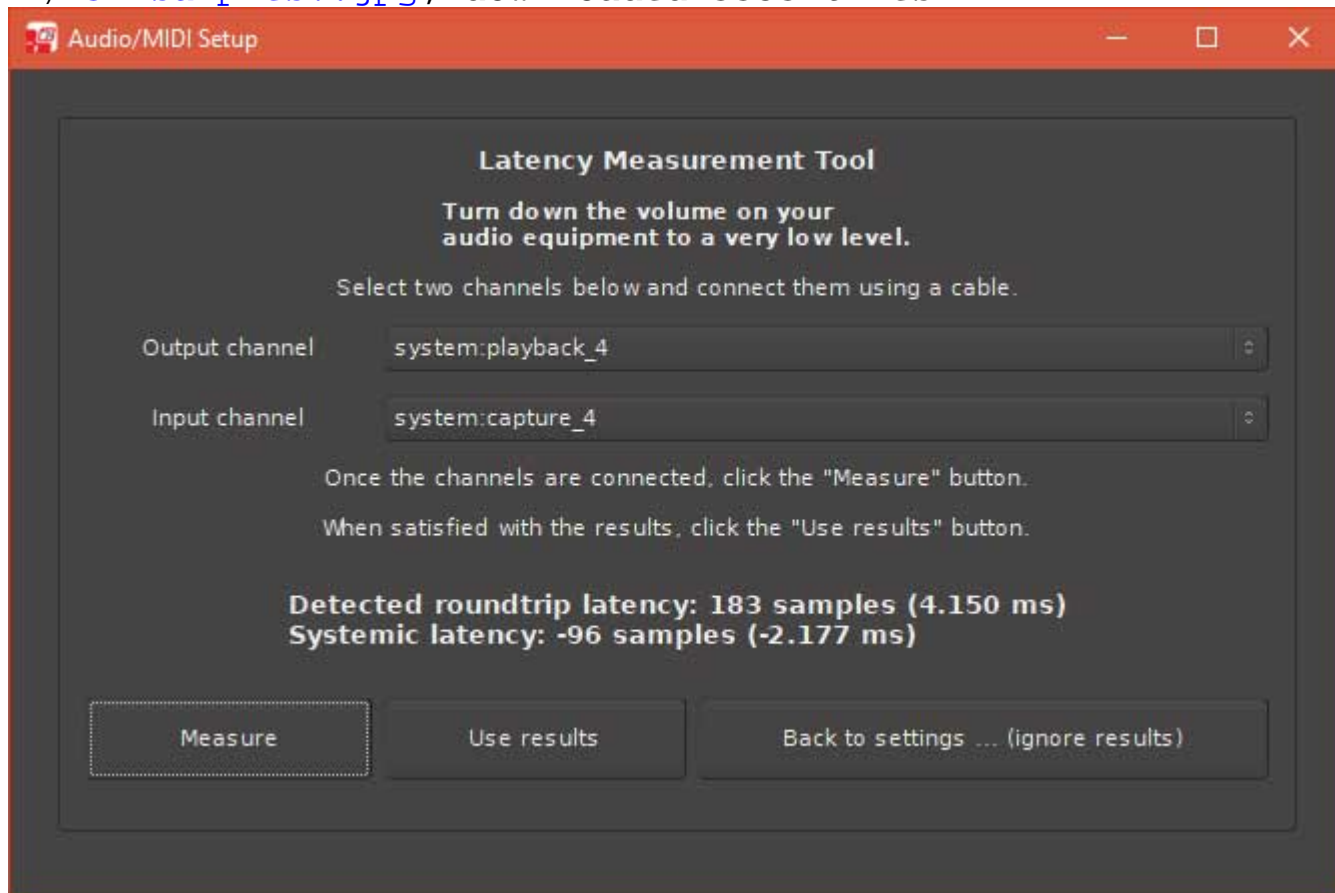 Audio/MIDI Setup
Latency Measurement Tool
Turn down the volume on your
audio equipment to a very low level.
Select two channels below and connect them using a cable.
Output channel system:playback_4
Input channel system:capture_4
Once the channels are connected, click the "Measure" button.
When satisfied with the results, click the "Use results" button.
Detected roundtrip latency: 183 samples (4.150 ms)
Systemic latency: -96 samples (-2.177 ms)
Measure Use results Back to settings ... (ignore results)